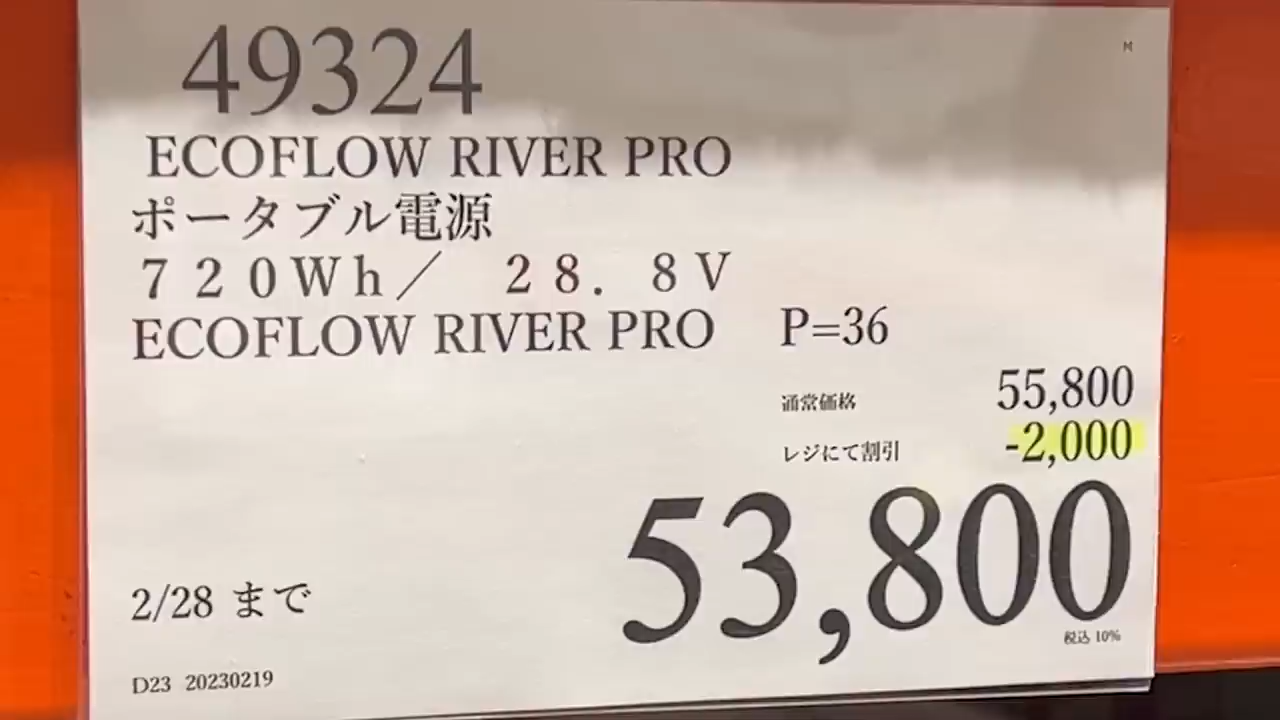 49324
M
ECOFLOW RIVER PRO
ポータブル電源
７２０Ｗｈ／　２８．８Ｖ
ECOFLOW RIVER PRO P=36
通常価格 55,800
レジにて割引 -2,000
53,800
税込 10%
2/28 まで
D23 20230219